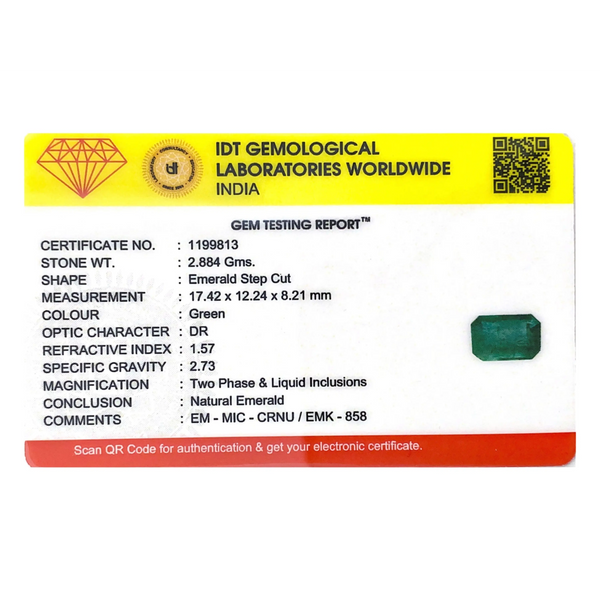 IDT GEMOLOGICAL
LABORATORIES WORLDWIDE
INDIA
GEM TESTING REPORT™
CERTIFICATE NO. : 1199813
STONE WT. : 2.884 Gms.
SHAPE : Emerald Step Cut
MEASUREMENT : 17.42 x 12.24 x 8.21 mm
COLOUR : Green
OPTIC CHARACTER : DR
REFRACTIVE INDEX : 1.57
SPECIFIC GRAVITY : 2.73
MAGNIFICATION : Two Phase & Liquid Inclusions
CONCLUSION : Natural Emerald
COMMENTS : EM - MIC - CRNU / EMK - 858
Scan QR Code for authentication & get your electronic certificate.